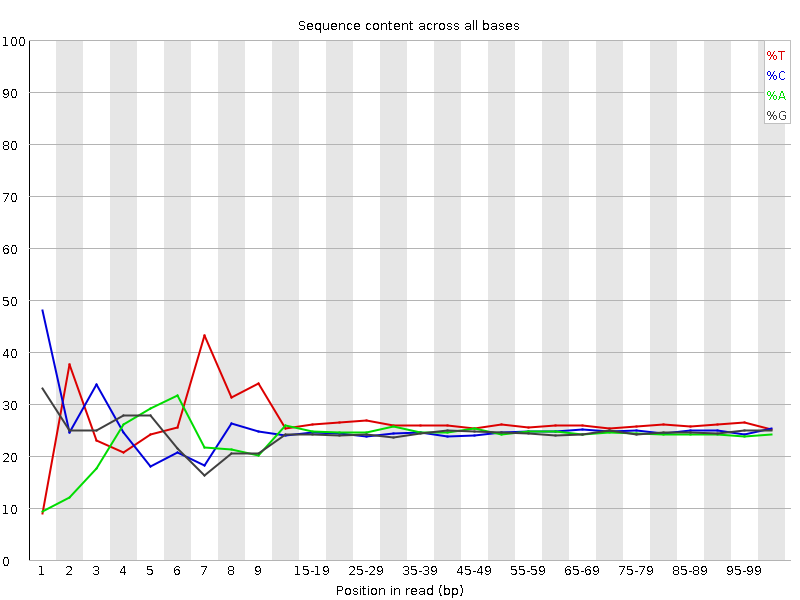 Sequence content across all bases
100
90
80
70
60
50
40
30
20
10
0
%T
%C
%A
%G
1 2 3 4 5 6 7 8 9 15-19 25-29 35-39 45-49 55-59 65-69 75-79 85-89 95-99
Position in read (bp)